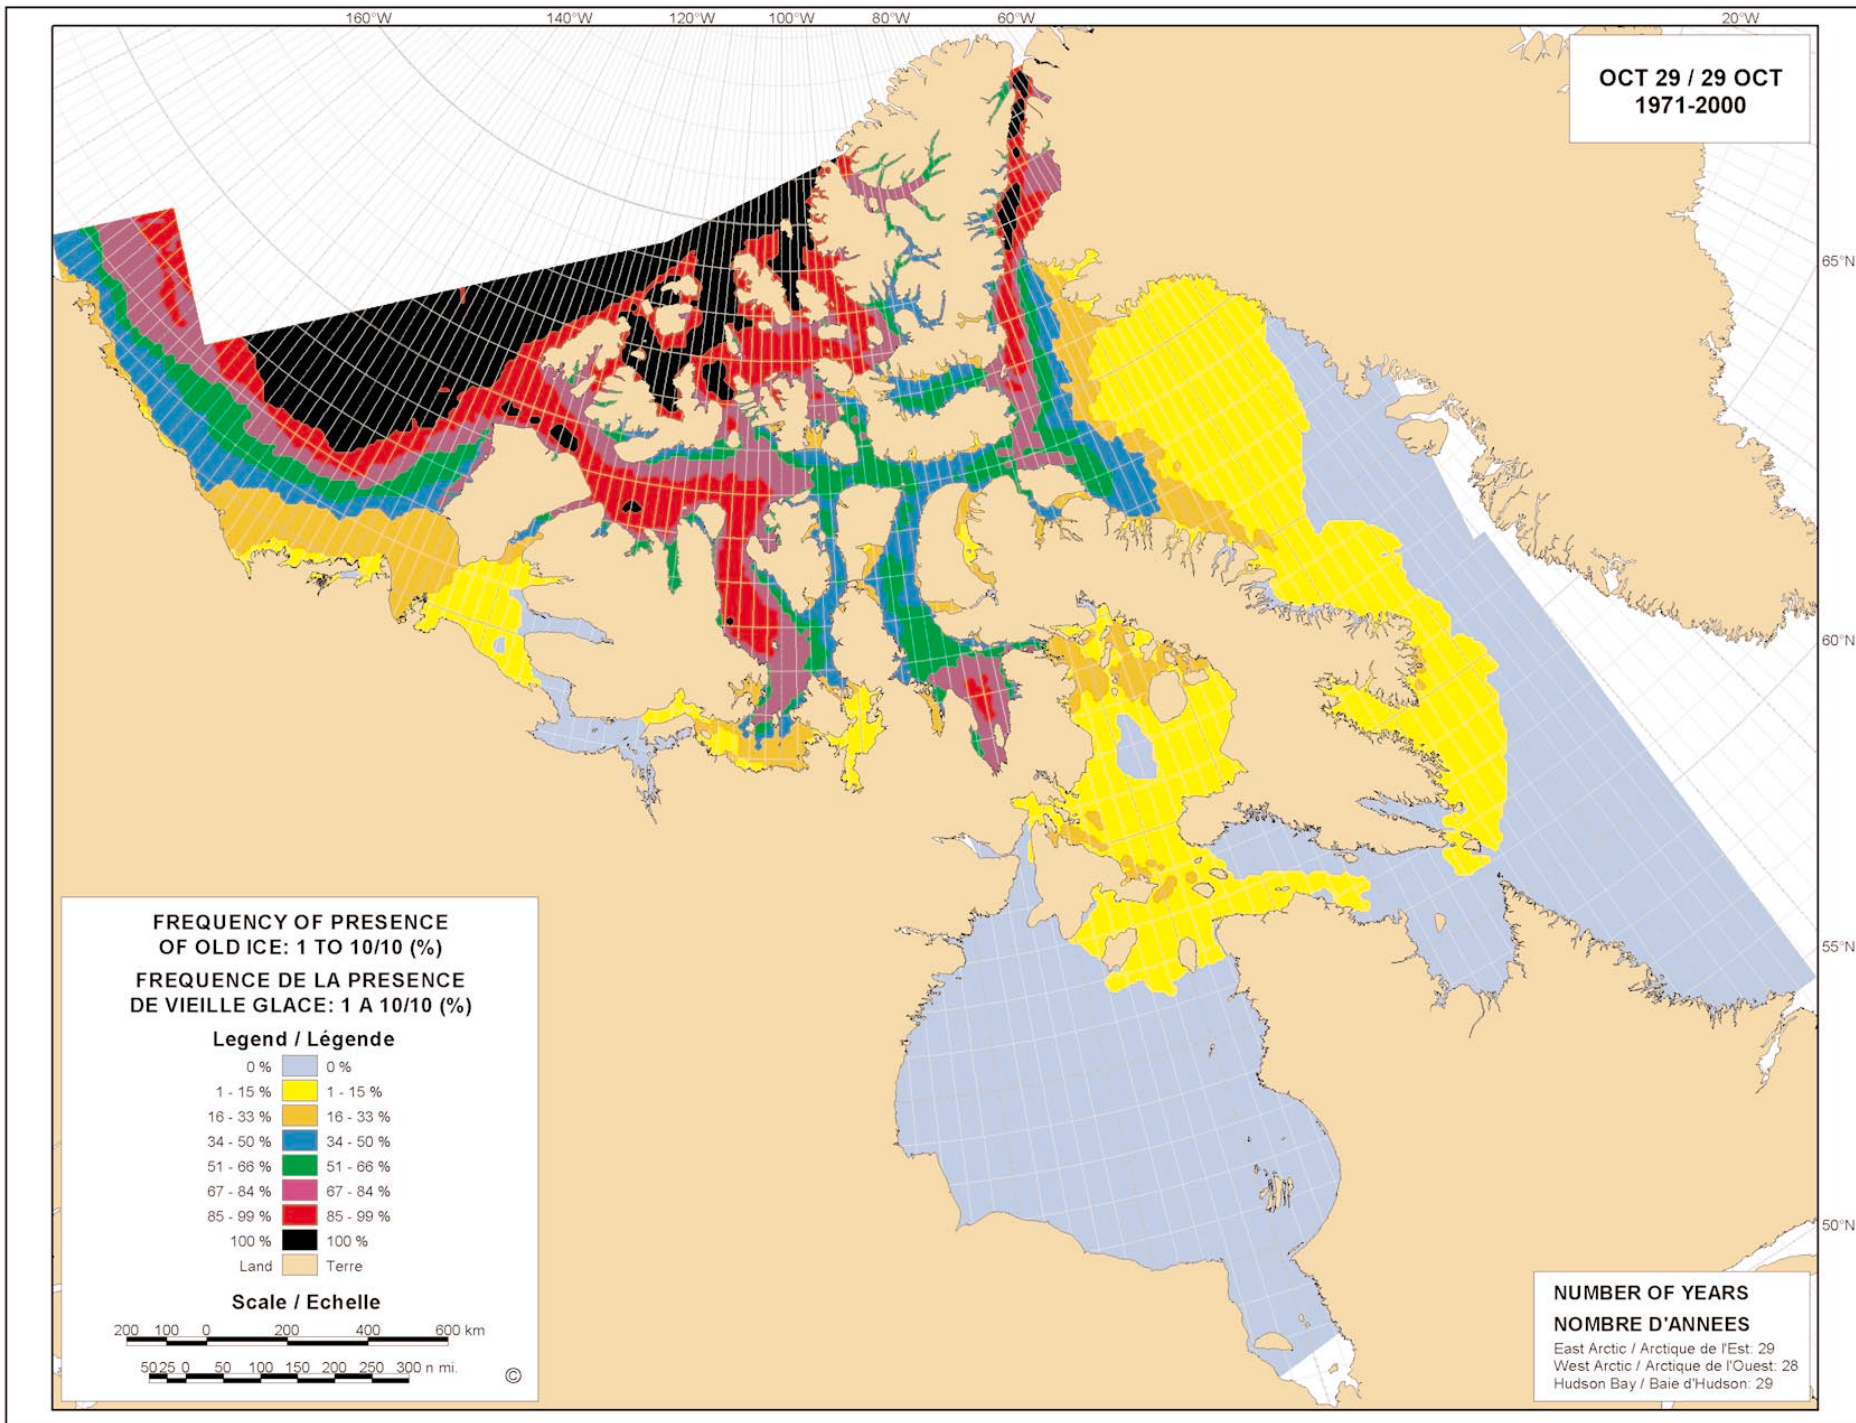 160°W 140°W 120°W 100°W 80°W 60°W 20°W
OCT 29 / 29 OCT
1971-2000
65°N
60°N
55°N
50°N
FREQUENCY OF PRESENCE
OF OLD ICE: 1 TO 10/10 (%)
FREQUENCE DE LA PRESENCE
DE VIEILLE GLACE: 1 A 10/10 (%)
Legend / Légende
0 % 0 %
1 - 15 % 1 - 15 %
16 - 33 % 16 - 33 %
34 - 50 % 34 - 50 %
51 - 66 % 51 - 66 %
67 - 84 % 67 - 84 %
85 - 99 % 85 - 99 %
100 % 100 %
Land Terre
Scale / Echelle
200 100 0 200 400 600 km
50 25 0 50 100 150 200 250 300 n mi.
©
NUMBER OF YEARS
NOMBRE D'ANNEES
East Arctic / Arctique de l'Est: 29
West Arctic / Arctique de l'Ouest: 28
Hudson Bay / Baie d'Hudson: 29